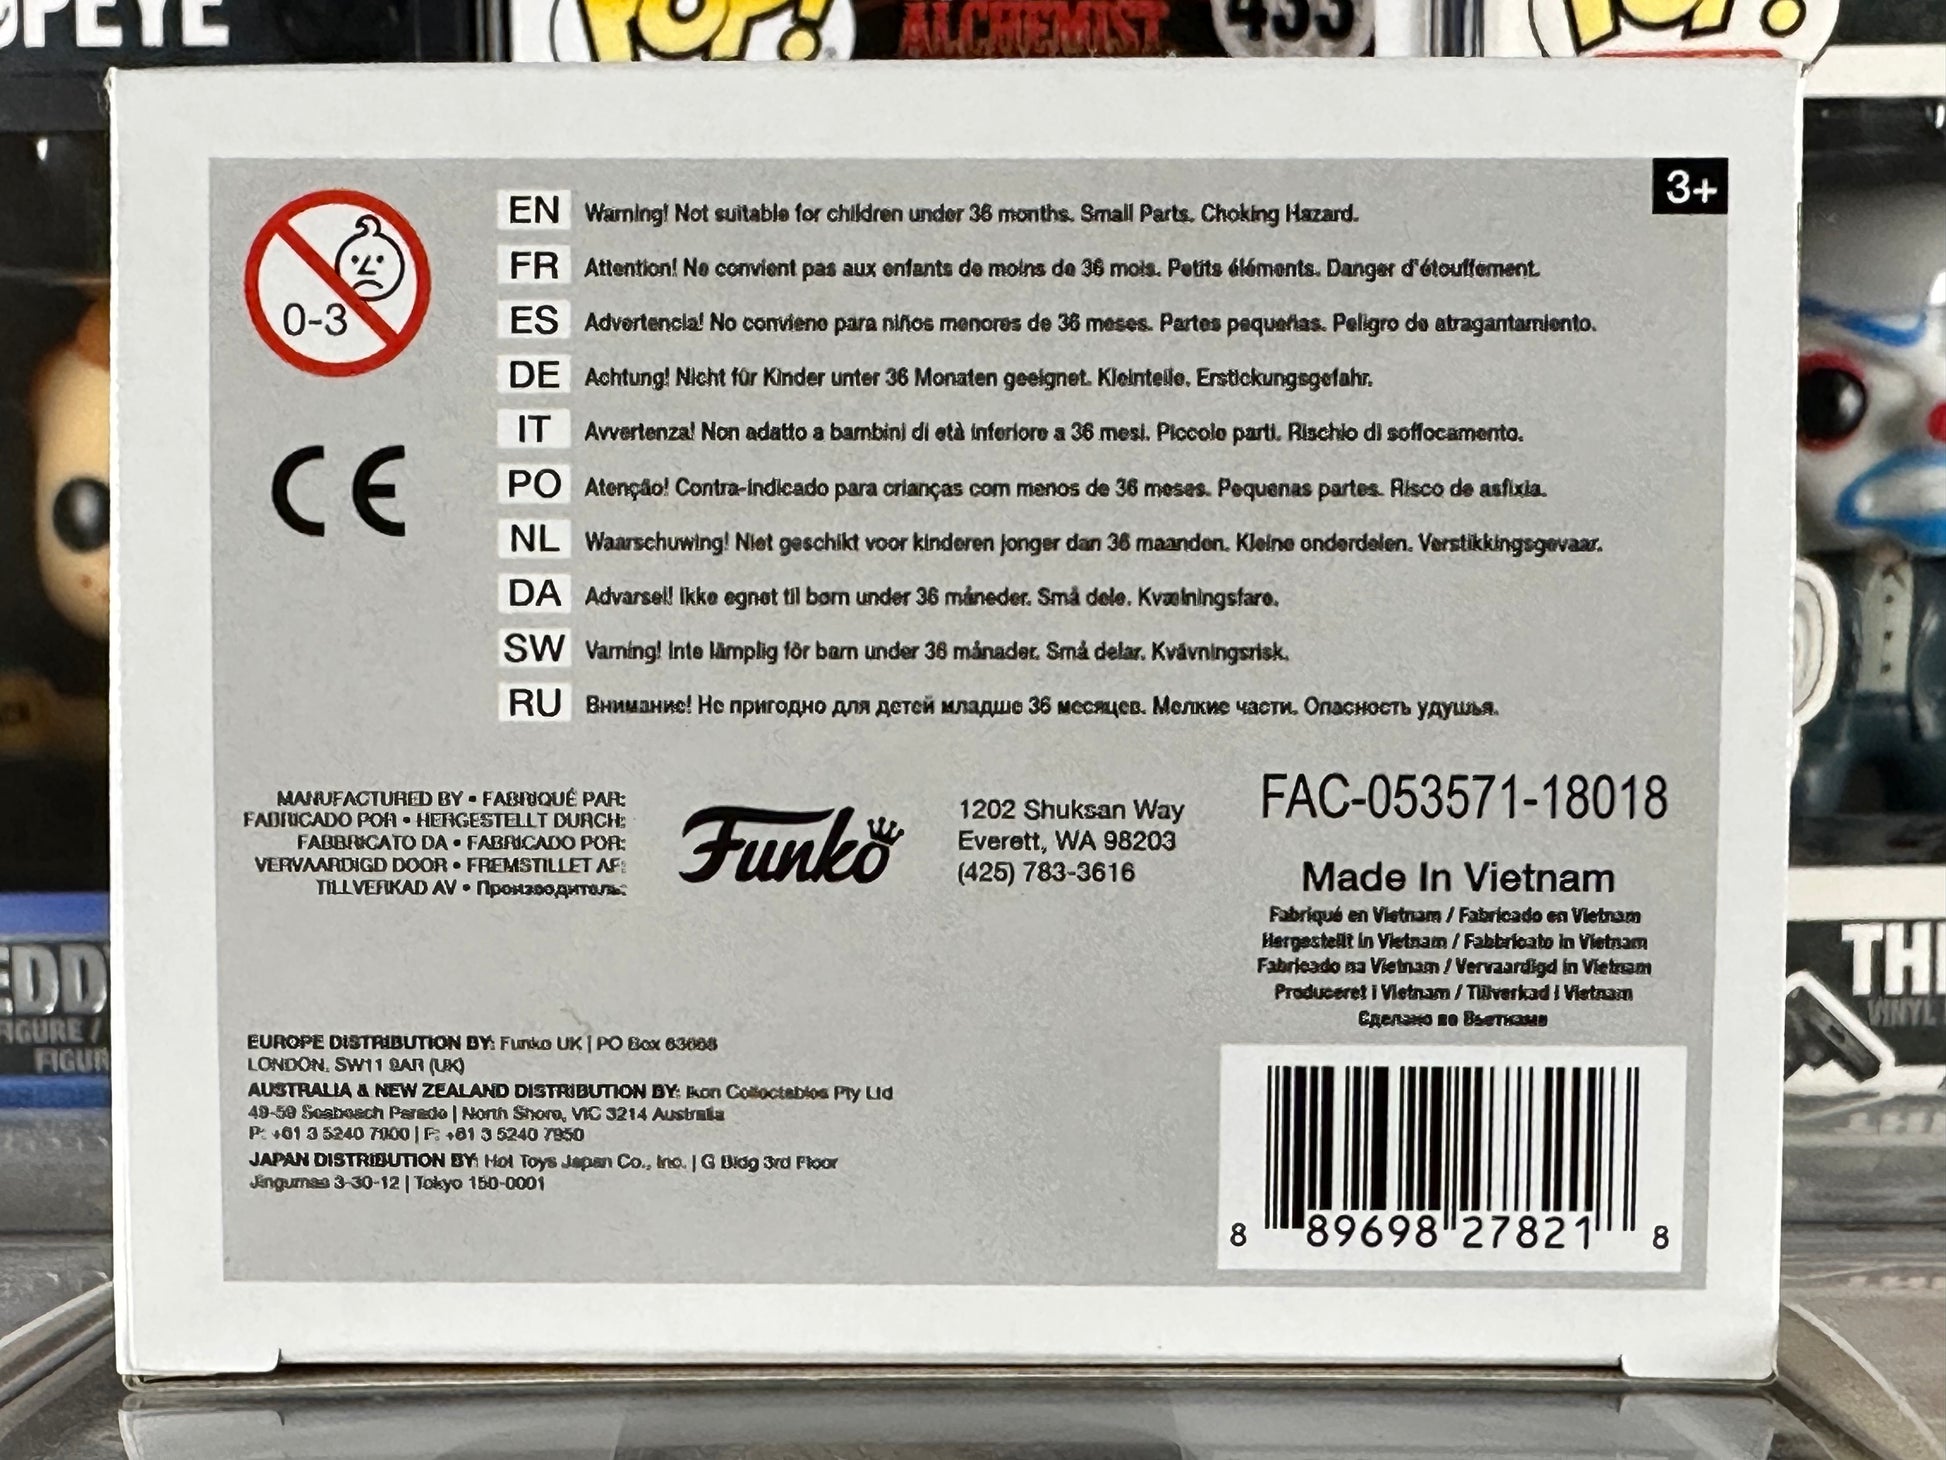 OPEYE
POP!
ALCHEMIST
433
POP!
3+
0-3
CE
EN Warning! Not suitable for children under 36 months. Small Parts. Choking Hazard.
FR Attention! Ne convient pas aux enfants de moins de 36 mois. Petits éléments. Danger d'étouffement.
ES Advertencia! No conviene para niños menores de 36 meses. Partes pequeñas. Peligro de atragantamiento.
DE Achtung! Nicht für Kinder unter 36 Monaten geeignet. Kleinteile. Erstickungsgefahr.
IT Avvertenza! Non adatto a bambini di età inferiore a 36 mesi. Piccole parti. Rischio di soffocamento.
PO Atenção! Contra-indicado para crianças com menos de 36 meses. Pequenas partes. Risco de asfixia.
NL Waarschuwing! Niet geschikt voor kinderen jonger dan 36 maanden. Kleine onderdelen. Verstikkingsgevaar.
DA Advarsel! Ikke egnet til børn under 36 måneder. Små dele. Kvælningsfare.
SW Varning! Inte lämplig för barn under 36 månader. Små delar. Kvävningsrisk.
RU Внимание! Не пригодно для детей младше 36 месяцев. Мелкие части. Опасность удушья.
MANUFACTURED BY • FABRIQUÉ PAR:
FABRICADO POR • HERGESTELLT DURCH:
FABBRICATO DA • FABRICADO POR:
VERVAARDIGD DOOR • FREMSTILLET AF:
TILLVERKAD AV • Производитель:
Funko
1202 Shuksan Way
Everett, WA 98203
(425) 783-3616
FAC-053571-18018
Made In Vietnam
Fabriqué en Vietnam / Fabricado en Vietnam
Hergestellt in Vietnam / Fabbricato in Vietnam
Fabricado na Vietnam / Vervaardigd in Vietnam
Produceret i Vietnam / Tillverkad i Vietnam
Сделано во Вьетнаме
EUROPE DISTRIBUTION BY: Funko UK | PO Box
LONDON. SW11 9AR (UK)
AUSTRALIA & NEW ZEALAND DISTRIBUTION BY: Ikon Collectables Pty Ltd
49-59 Seabeach Parade | North Shore, VIC 3214 Australia
P: +61 3 5240 7000 | F: +61 3 5240 7950
JAPAN DISTRIBUTION BY: Hot Toys Japan Co., Inc. | G Bldg 3rd Floor
Jingumae 3-30-12 | Tokyo 150-0001
8 89698 27821 8
EDD
FIGURE /
FIGUR
TH
VINYL